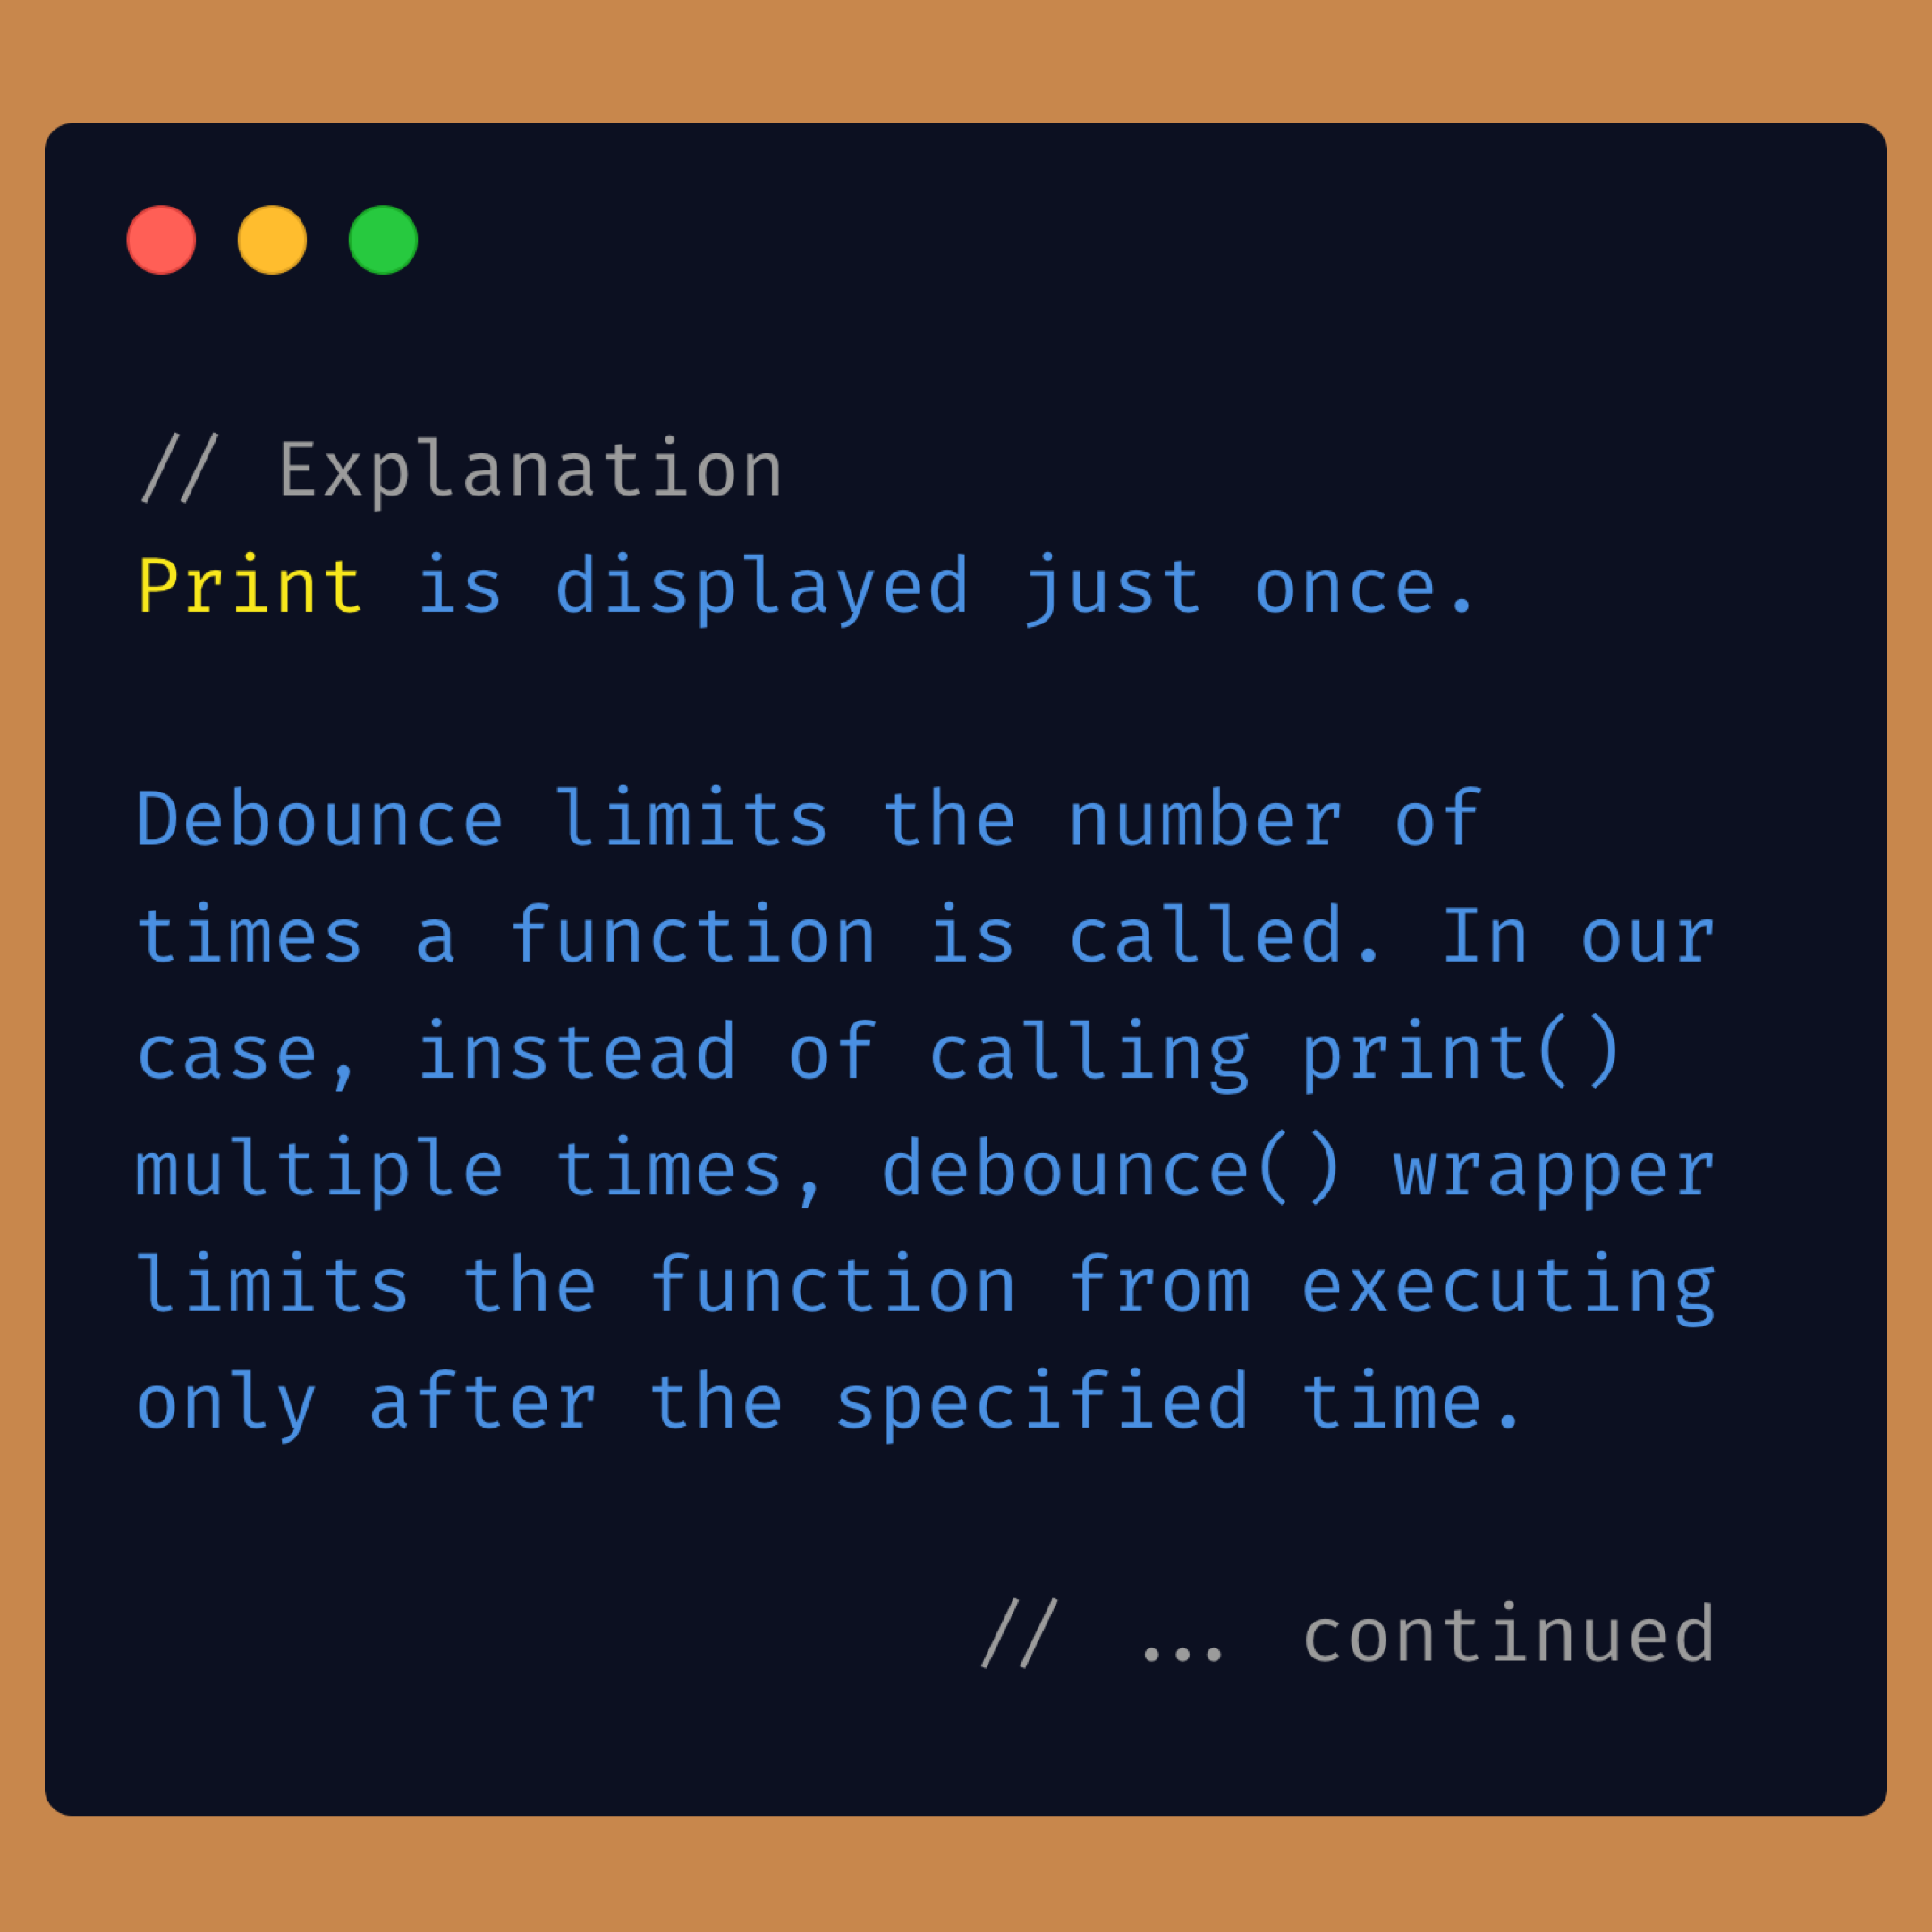 // Explanation
Print is displayed just once.
Debounce limits the number of
times a function is called. In our
case, instead of calling print()
multiple times, debounce() wrapper
limits the function from executing
only after the specified time.
// ... continued